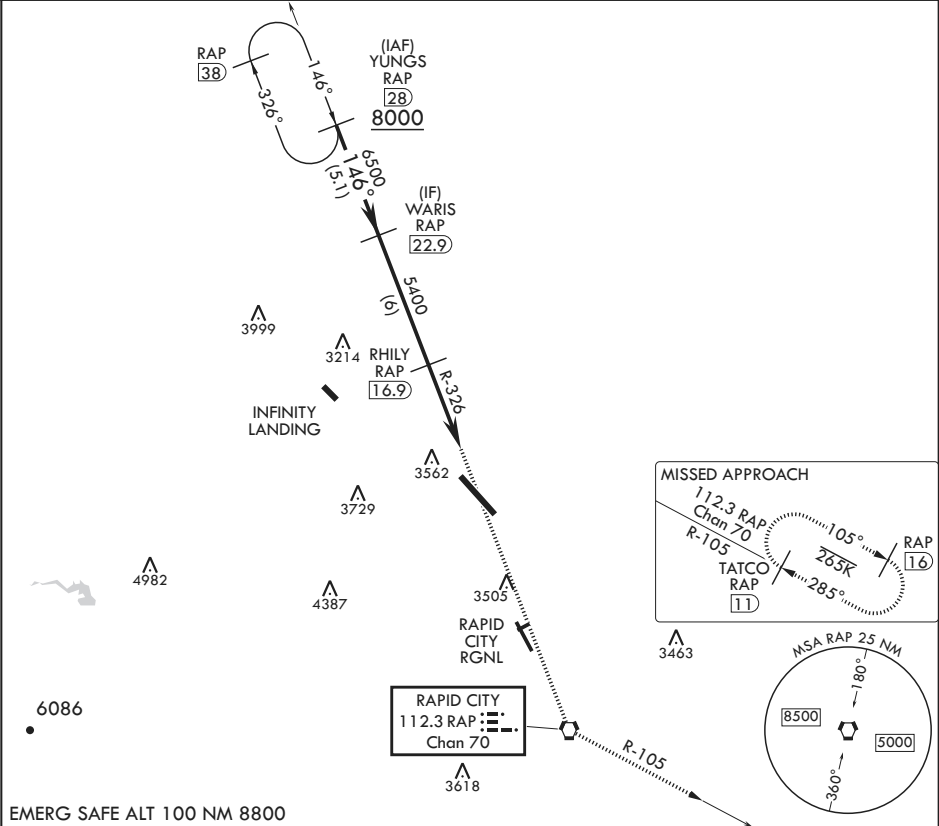 RAP
38
(IAF)
YUNGS
RAP
28
8000
146°
326°
6500
146°
(5.1)
(IF)
WARIS
RAP
22.9
5400
(6)
3999
3214
RHILY
RAP
16.9
R-326
INFINITY
LANDING
3562
3729
4982
4387
3505
MISSED APPROACH
112.3 RAP
Chan 70
R-105
105°
265K
285°
RAP
16
TATCO
RAP
11
RAPID
CITY
RGNL
3463
MSA RAP 25 NM
180°
8500
5000
360°
6086
RAPID CITY
112.3 RAP
Chan 70
R-105
3618
EMERG SAFE ALT 100 NM 8800